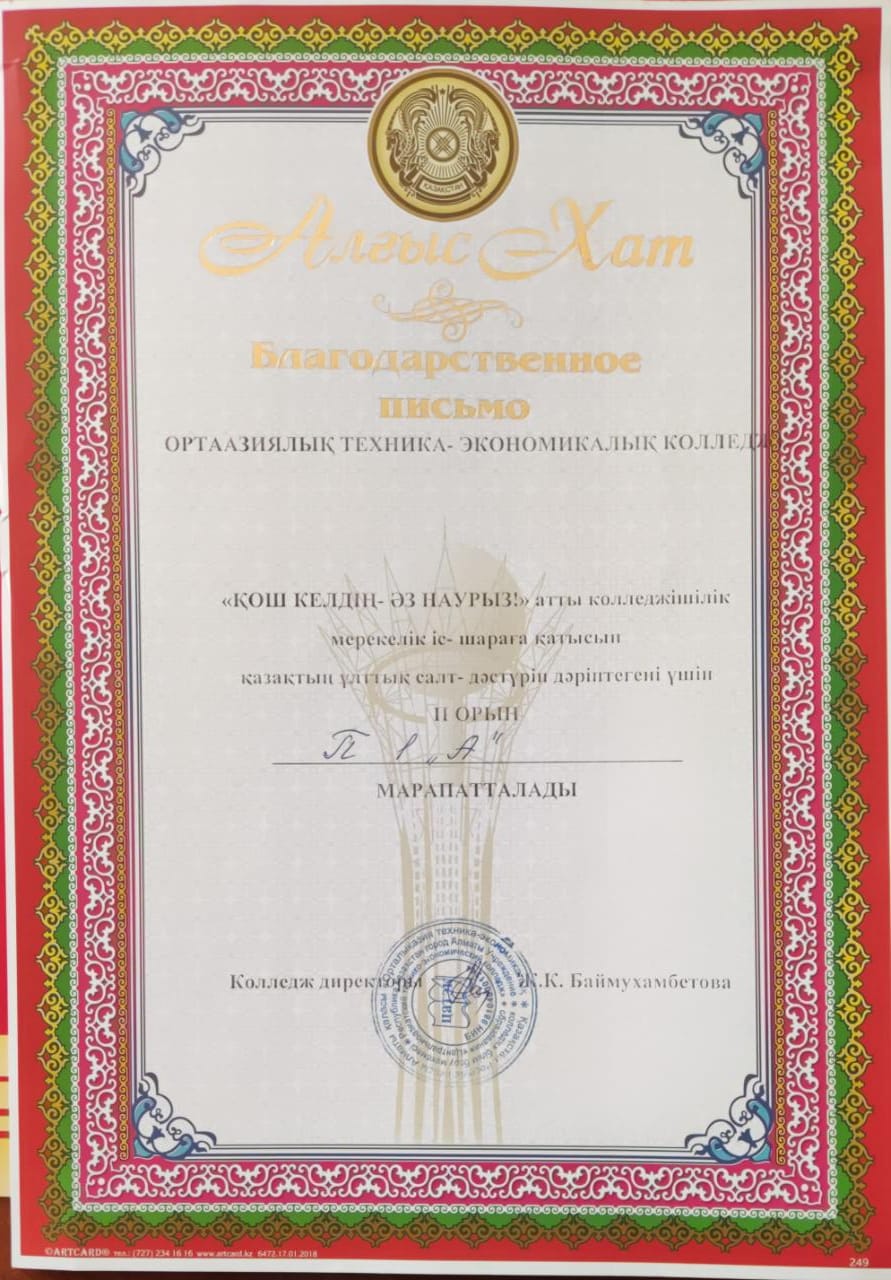 ҚАЗАҚСТАН
Алғыс Хат
Благодарственное
письмо
ОРТААЗИЯЛЫҚ ТЕХНИКА- ЭКОНОМИКАЛЫҚ КОЛЛЕДЖ
«ҚОШ КЕЛДІҢ- ӘЗ НАУРЫЗ!» атты колледжішілік
мерекелік іс- шараға қатысып
қазақтың ұлттық салт- дәстүрін дәріптегені үшін
II ОРЫН
П 1 „А"
МАРАПАТТАЛАДЫ
Колледж директоры К.К. Баймухамбетова
©ARTCARD® тел.: (727) 234 16 16 www.artcard.kz 6472.17.01.2018
249